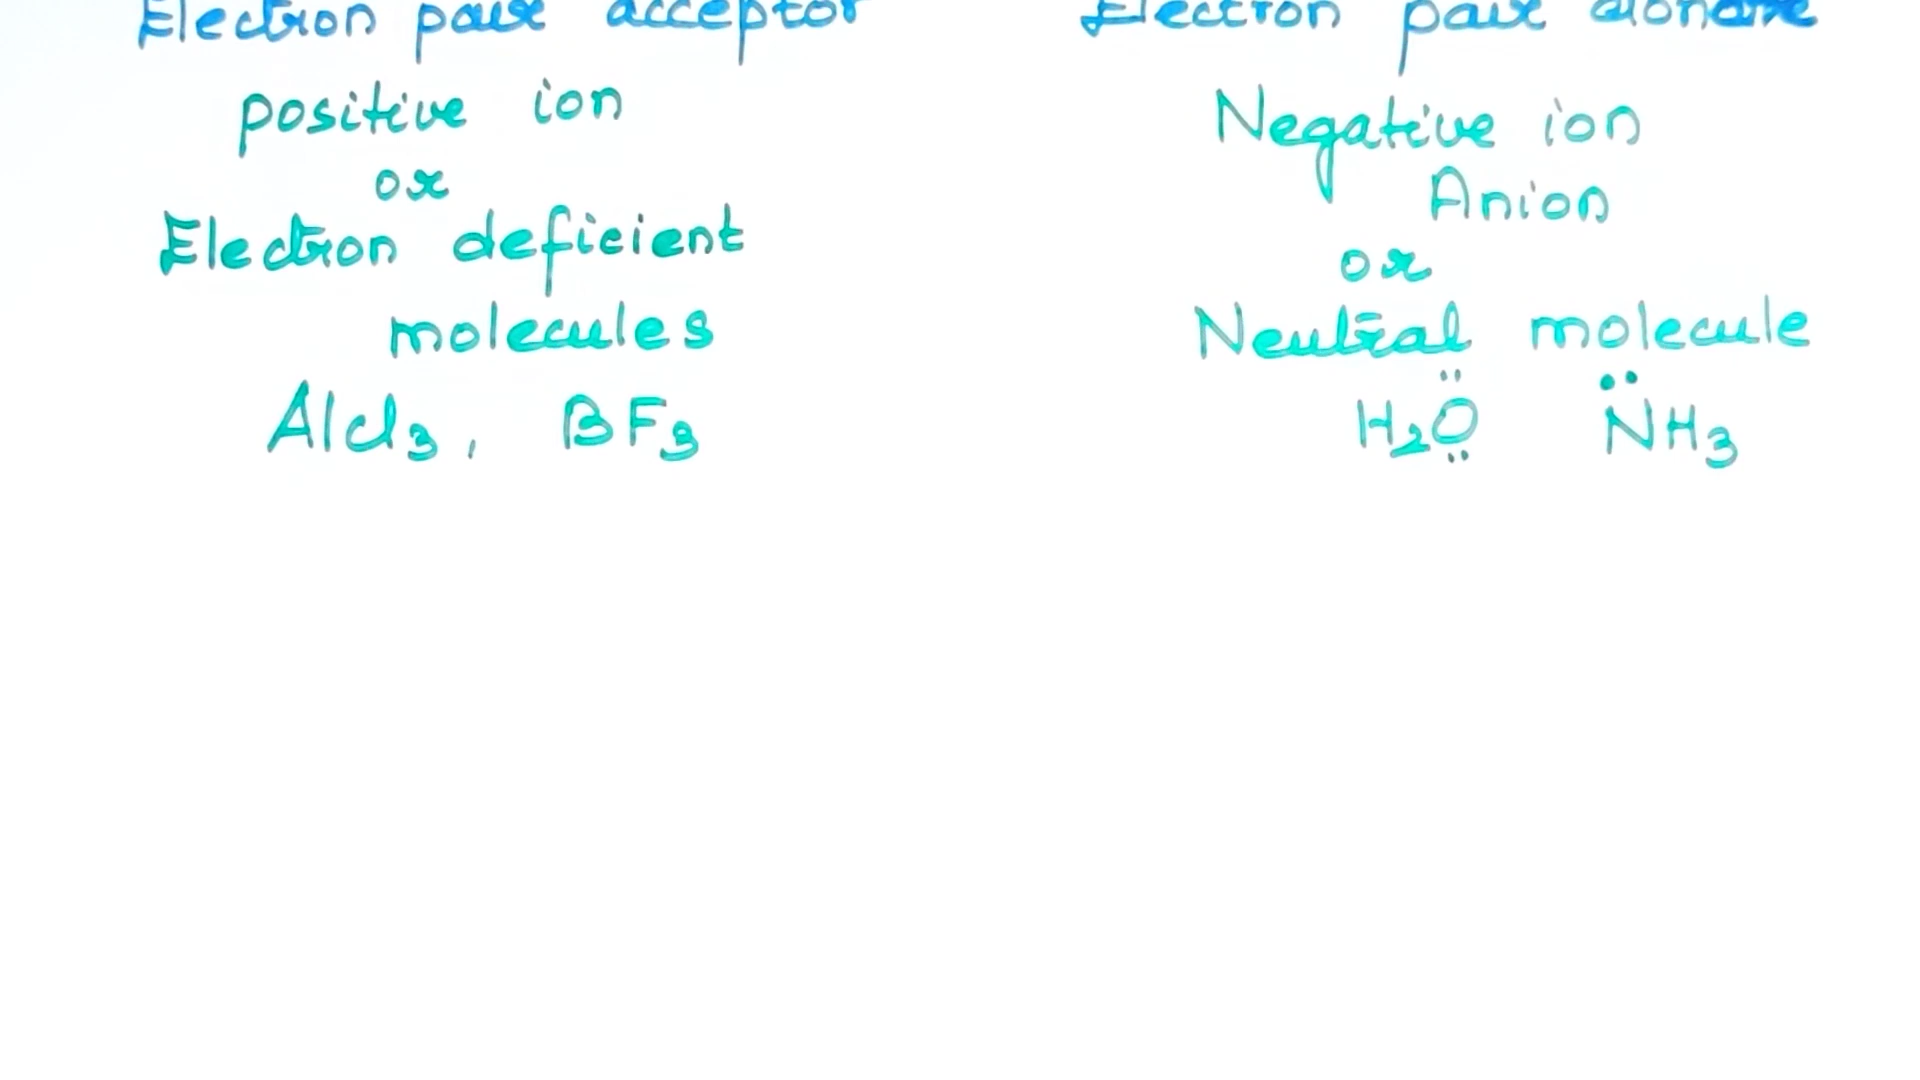 Electron pair acceptor
positive ion
or
Electron deficient
molecules
Alcl3, BF3
Electron pair
Negative ion
Anion
or
Neutral molecule
H2O NH3